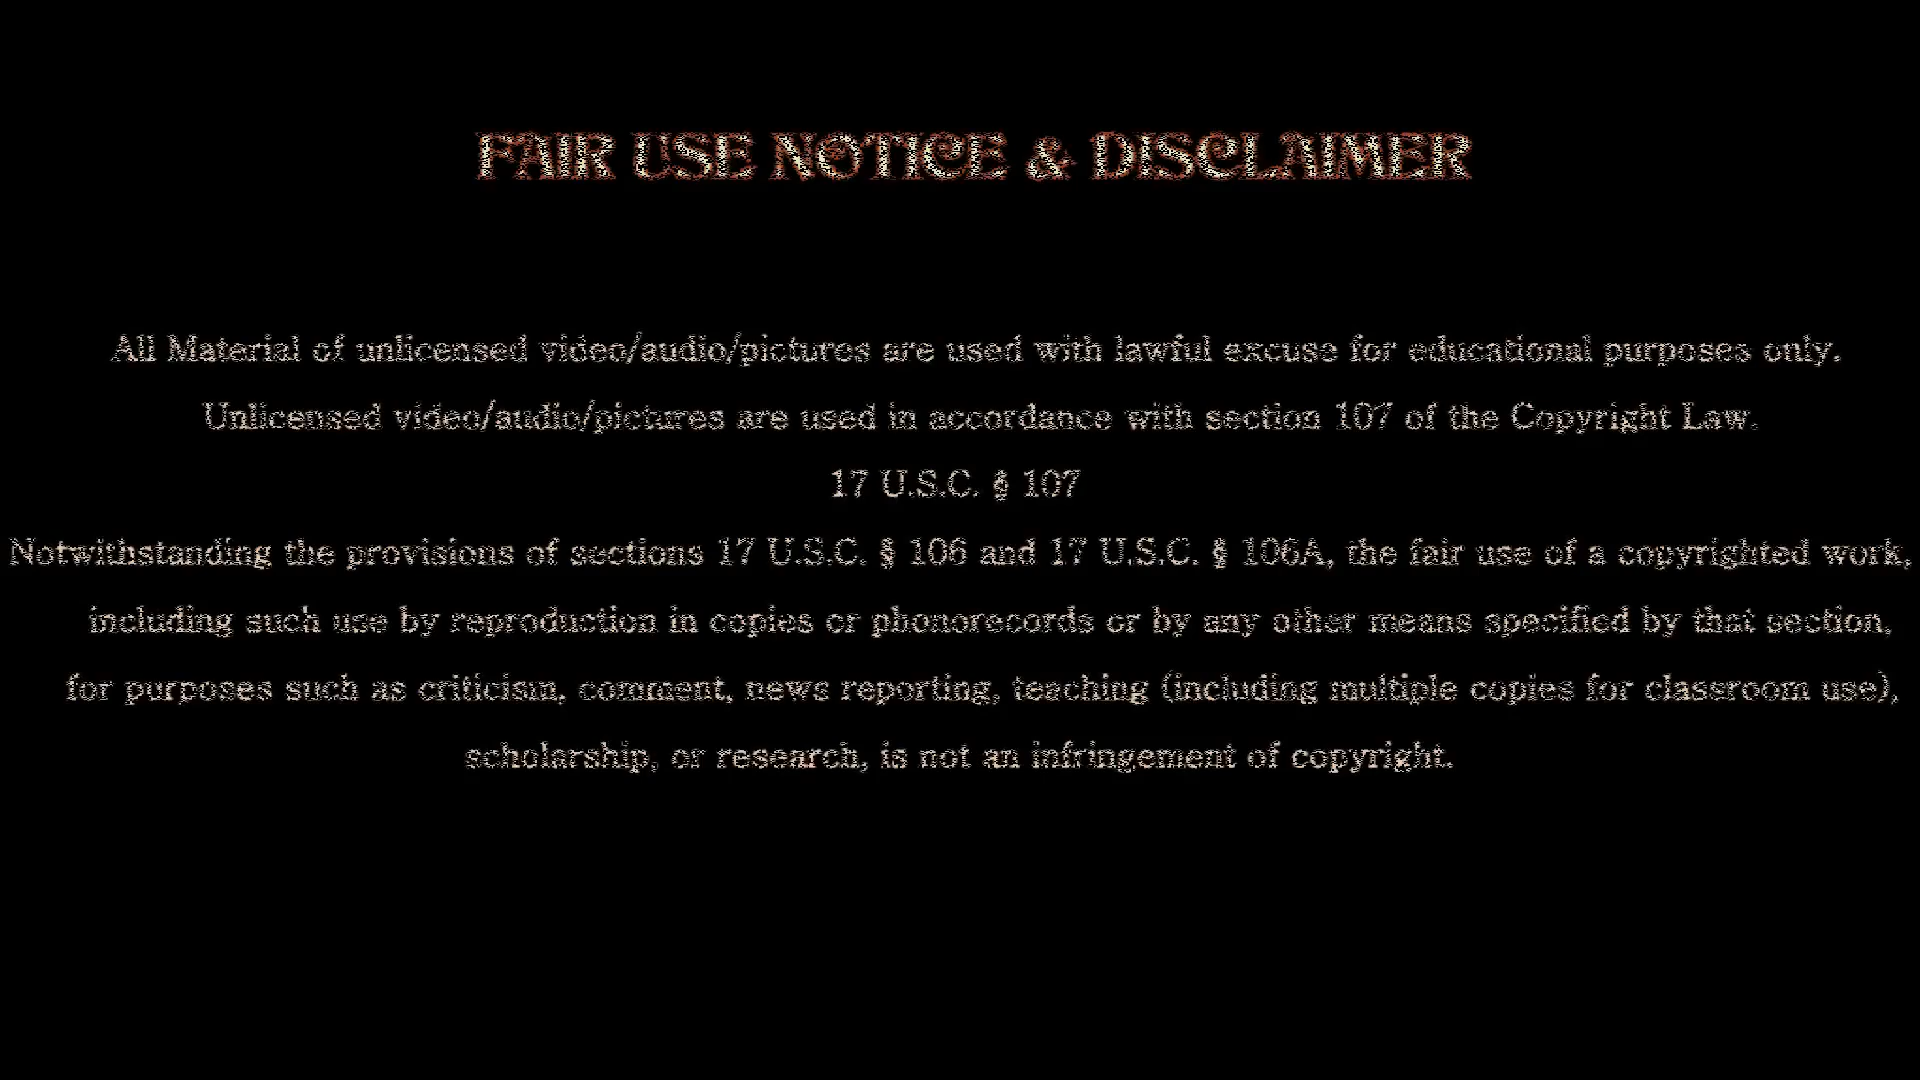 FAIR USE NOTICE & DISCLAIMER
All Material of unlicensed video/audio/pictures are used with lawful excuse for educational purposes only.
Unlicensed video/audio/pictures are used in accordance with section 107 of the Copyright Law.
17 U.S.C. § 107
Notwithstanding the provisions of sections 17 U.S.C. § 106 and 17 U.S.C. § 106A, the fair use of a copyrighted work,
including such use by reproduction in copies or phonorecords or by any other means specified by that section,
for purposes such as criticism, comment, news reporting, teaching (including multiple copies for classroom use),
scholarship, or research, is not an infringement of copyright.